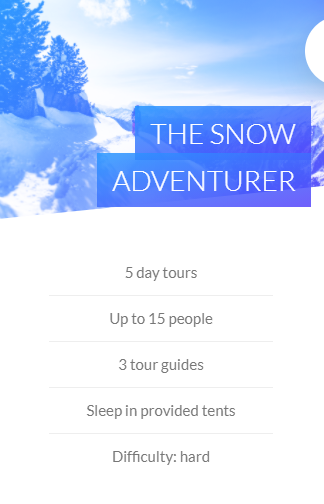 THE SNOW
ADVENTURER
5 day tours
Up to 15 people
3 tour guides
Sleep in provided tents
Difficulty: hard